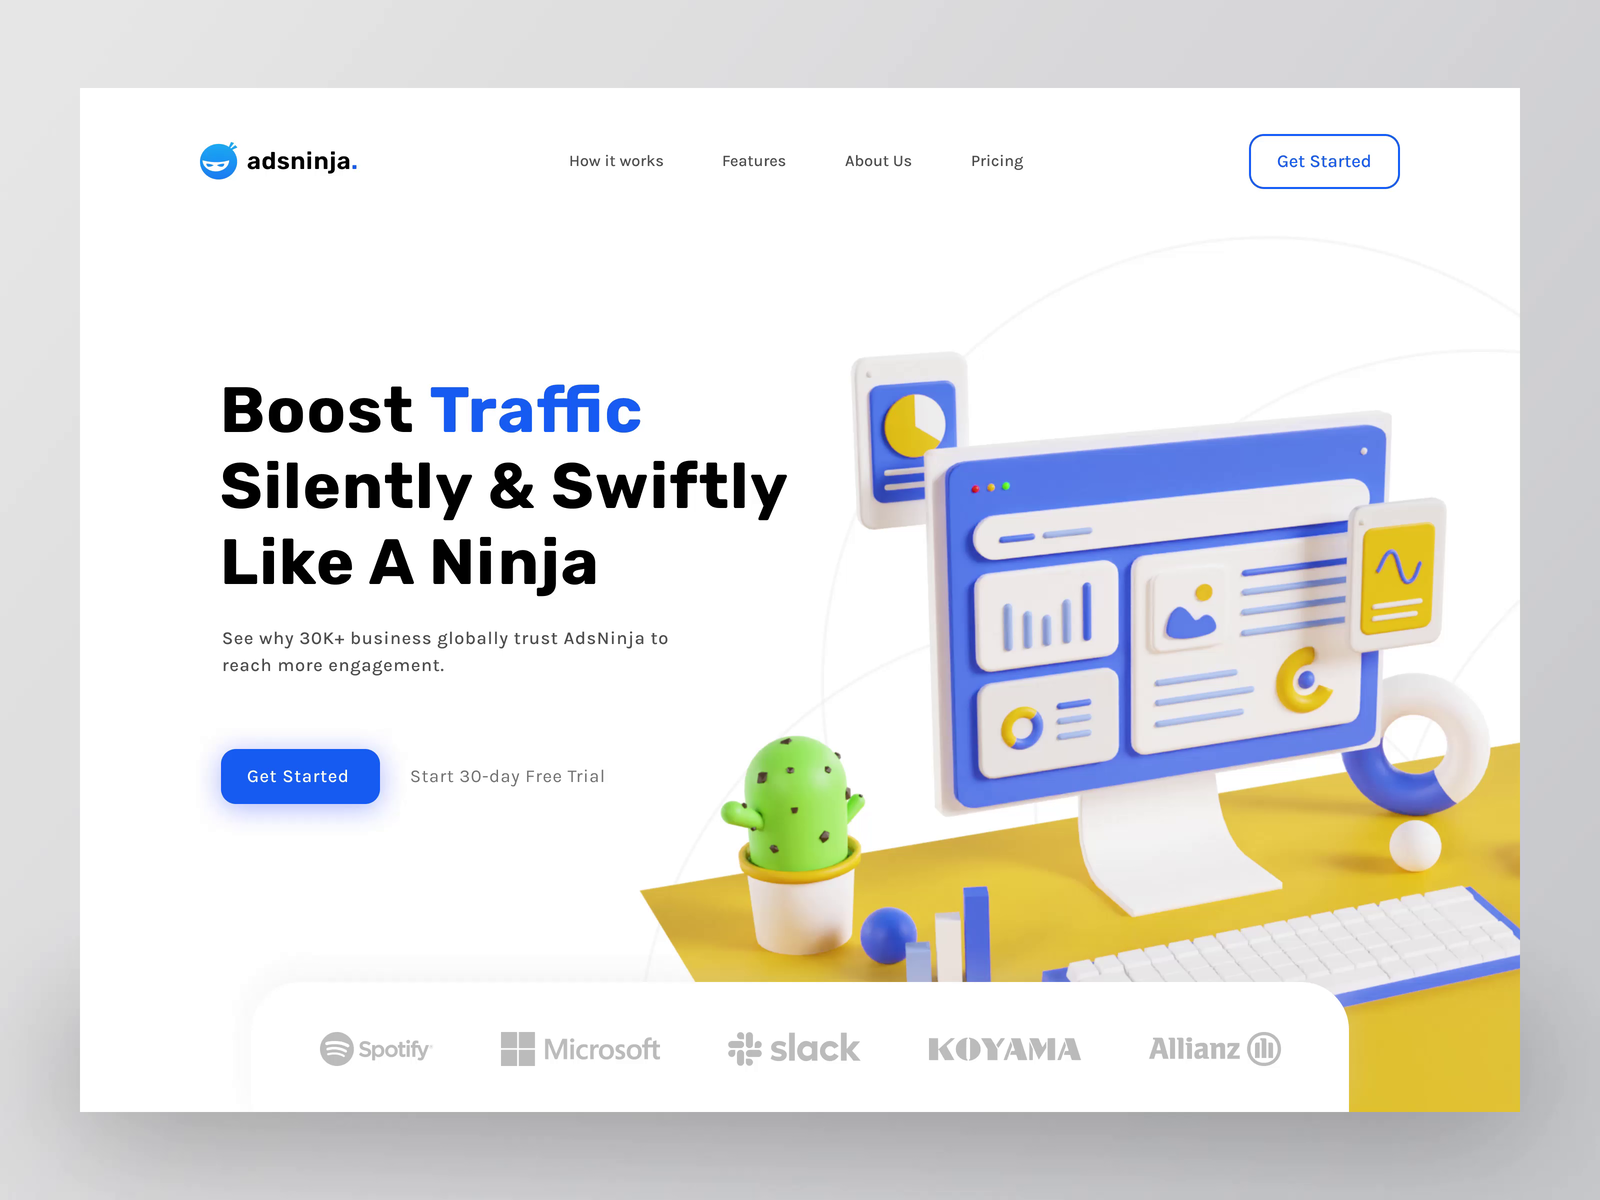 adsninja.
How it works
Features
About Us
Pricing
Get Started
Boost Traffic
Silently & Swiftly
Like A Ninja
See why 30K+ business globally trust AdsNinja to
reach more engagement.
Get Started
Start 30-day Free Trial
Spotify
Microsoft
slack
KOYAMA
Allianz